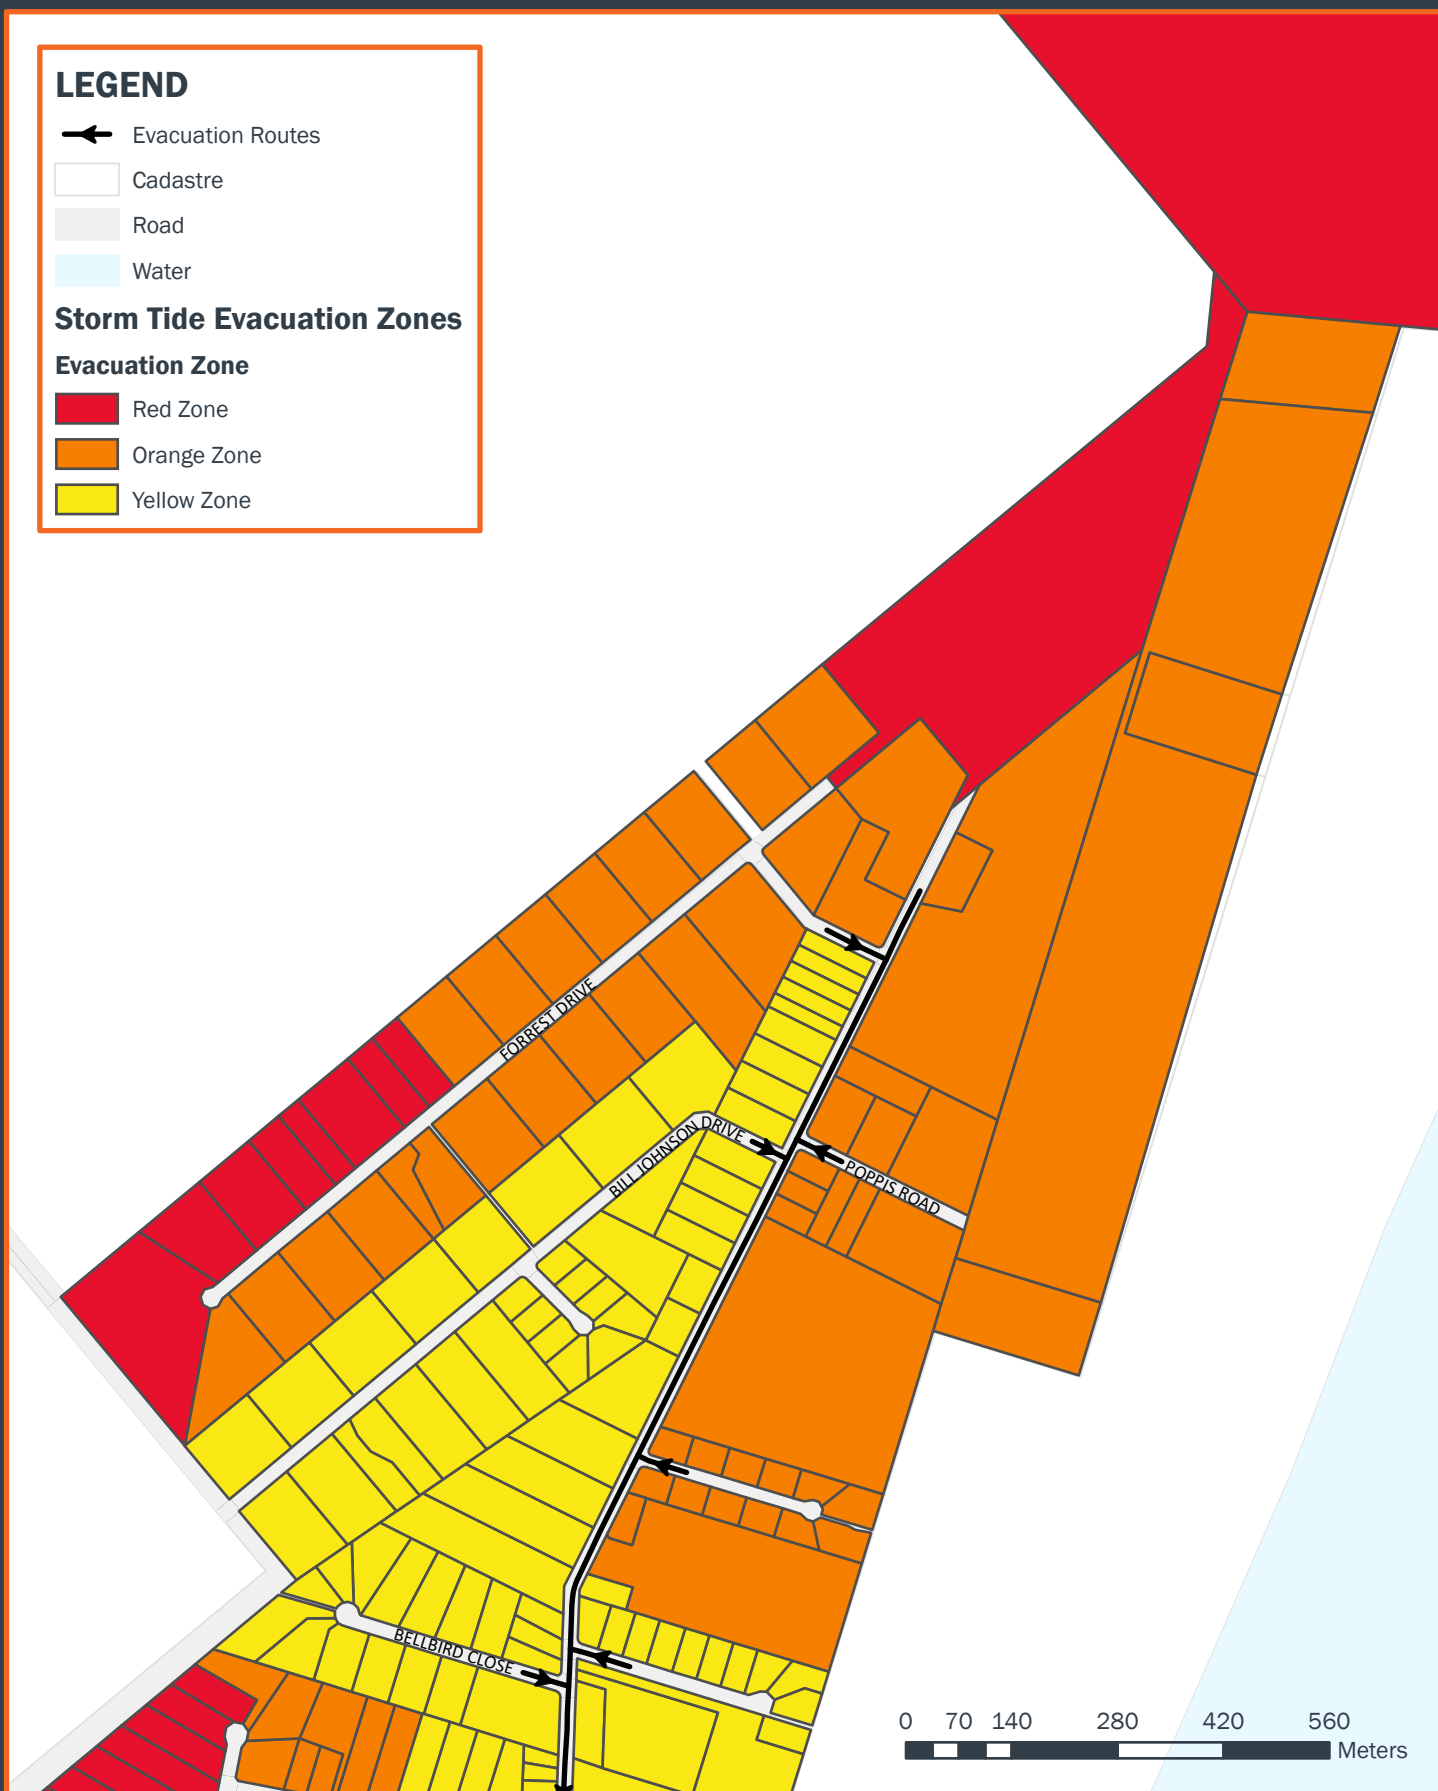 LEGEND
Evacuation Routes
Cadastre
Road
Water
Storm Tide Evacuation Zones
Evacuation Zone
Red Zone
Orange Zone
Yellow Zone
FORREST DRIVE
BILL JOHNSON DRIVE
POPPIS ROAD
BELLBIRD CLOSE
0 70 140 280 420 560
Meters